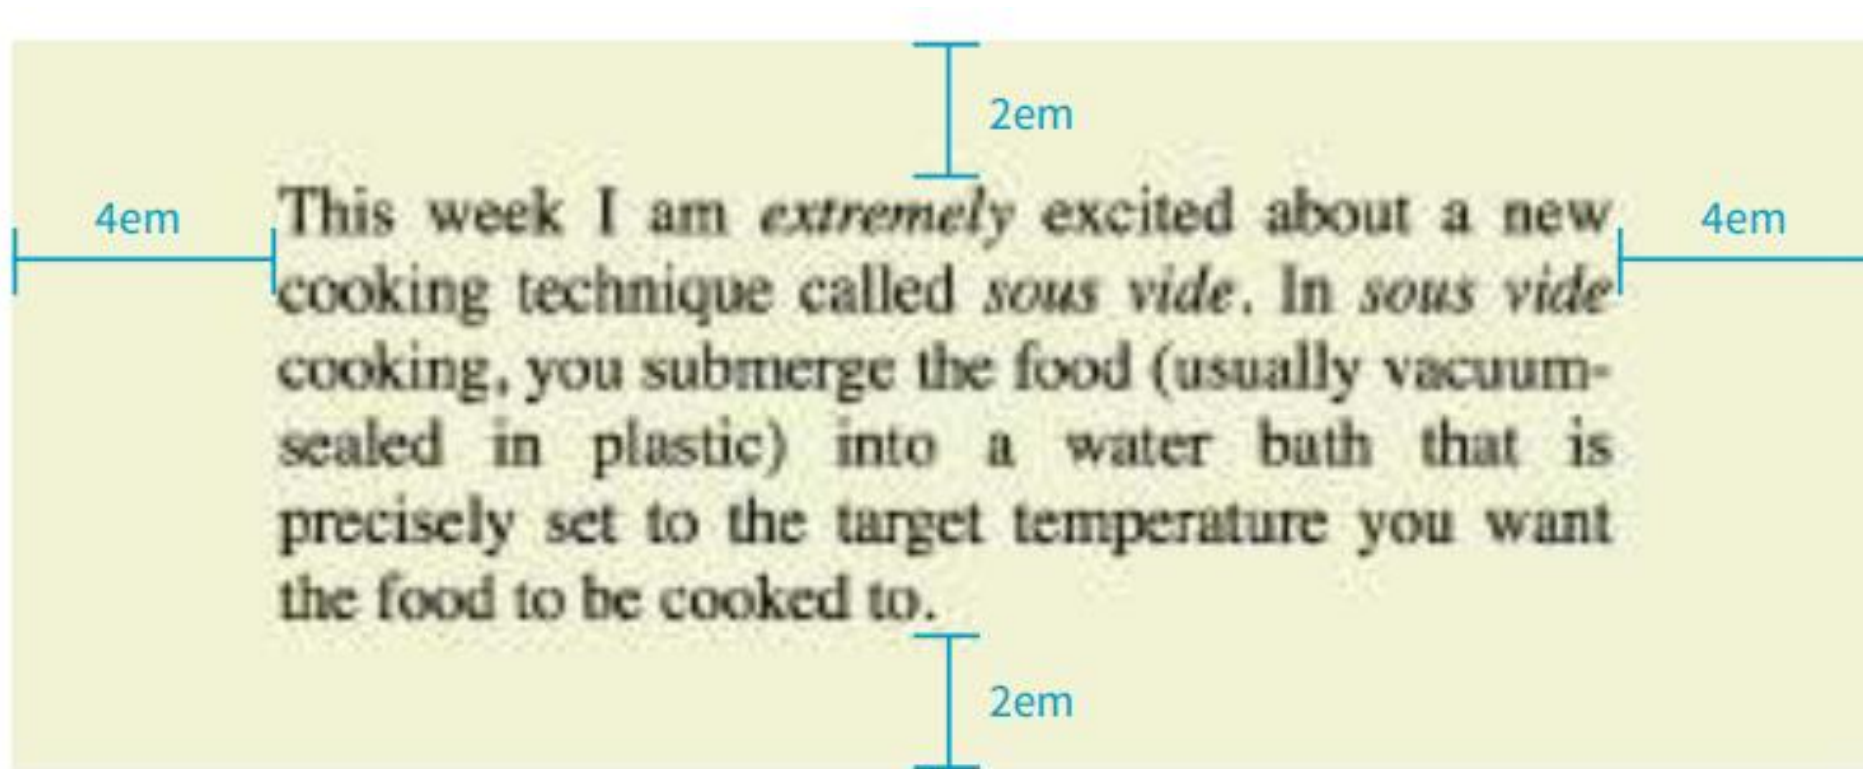 2em
4em
4em
This week I am extremely excited about a new
cooking technique called sous vide. In sous vide
cooking, you submerge the food (usually vacuum-
sealed in plastic) into a water bath that is
precisely set to the target temperature you want
the food to be cooked to.
2em